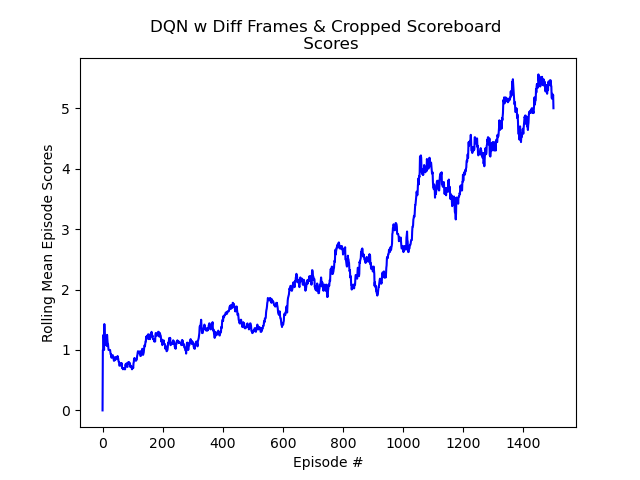 DQN w Diff Frames & Cropped Scoreboard
Scores
Rolling Mean Episode Scores
5
4
3
2
1
0
0 200 400 600 800 1000 1200 1400
Episode #